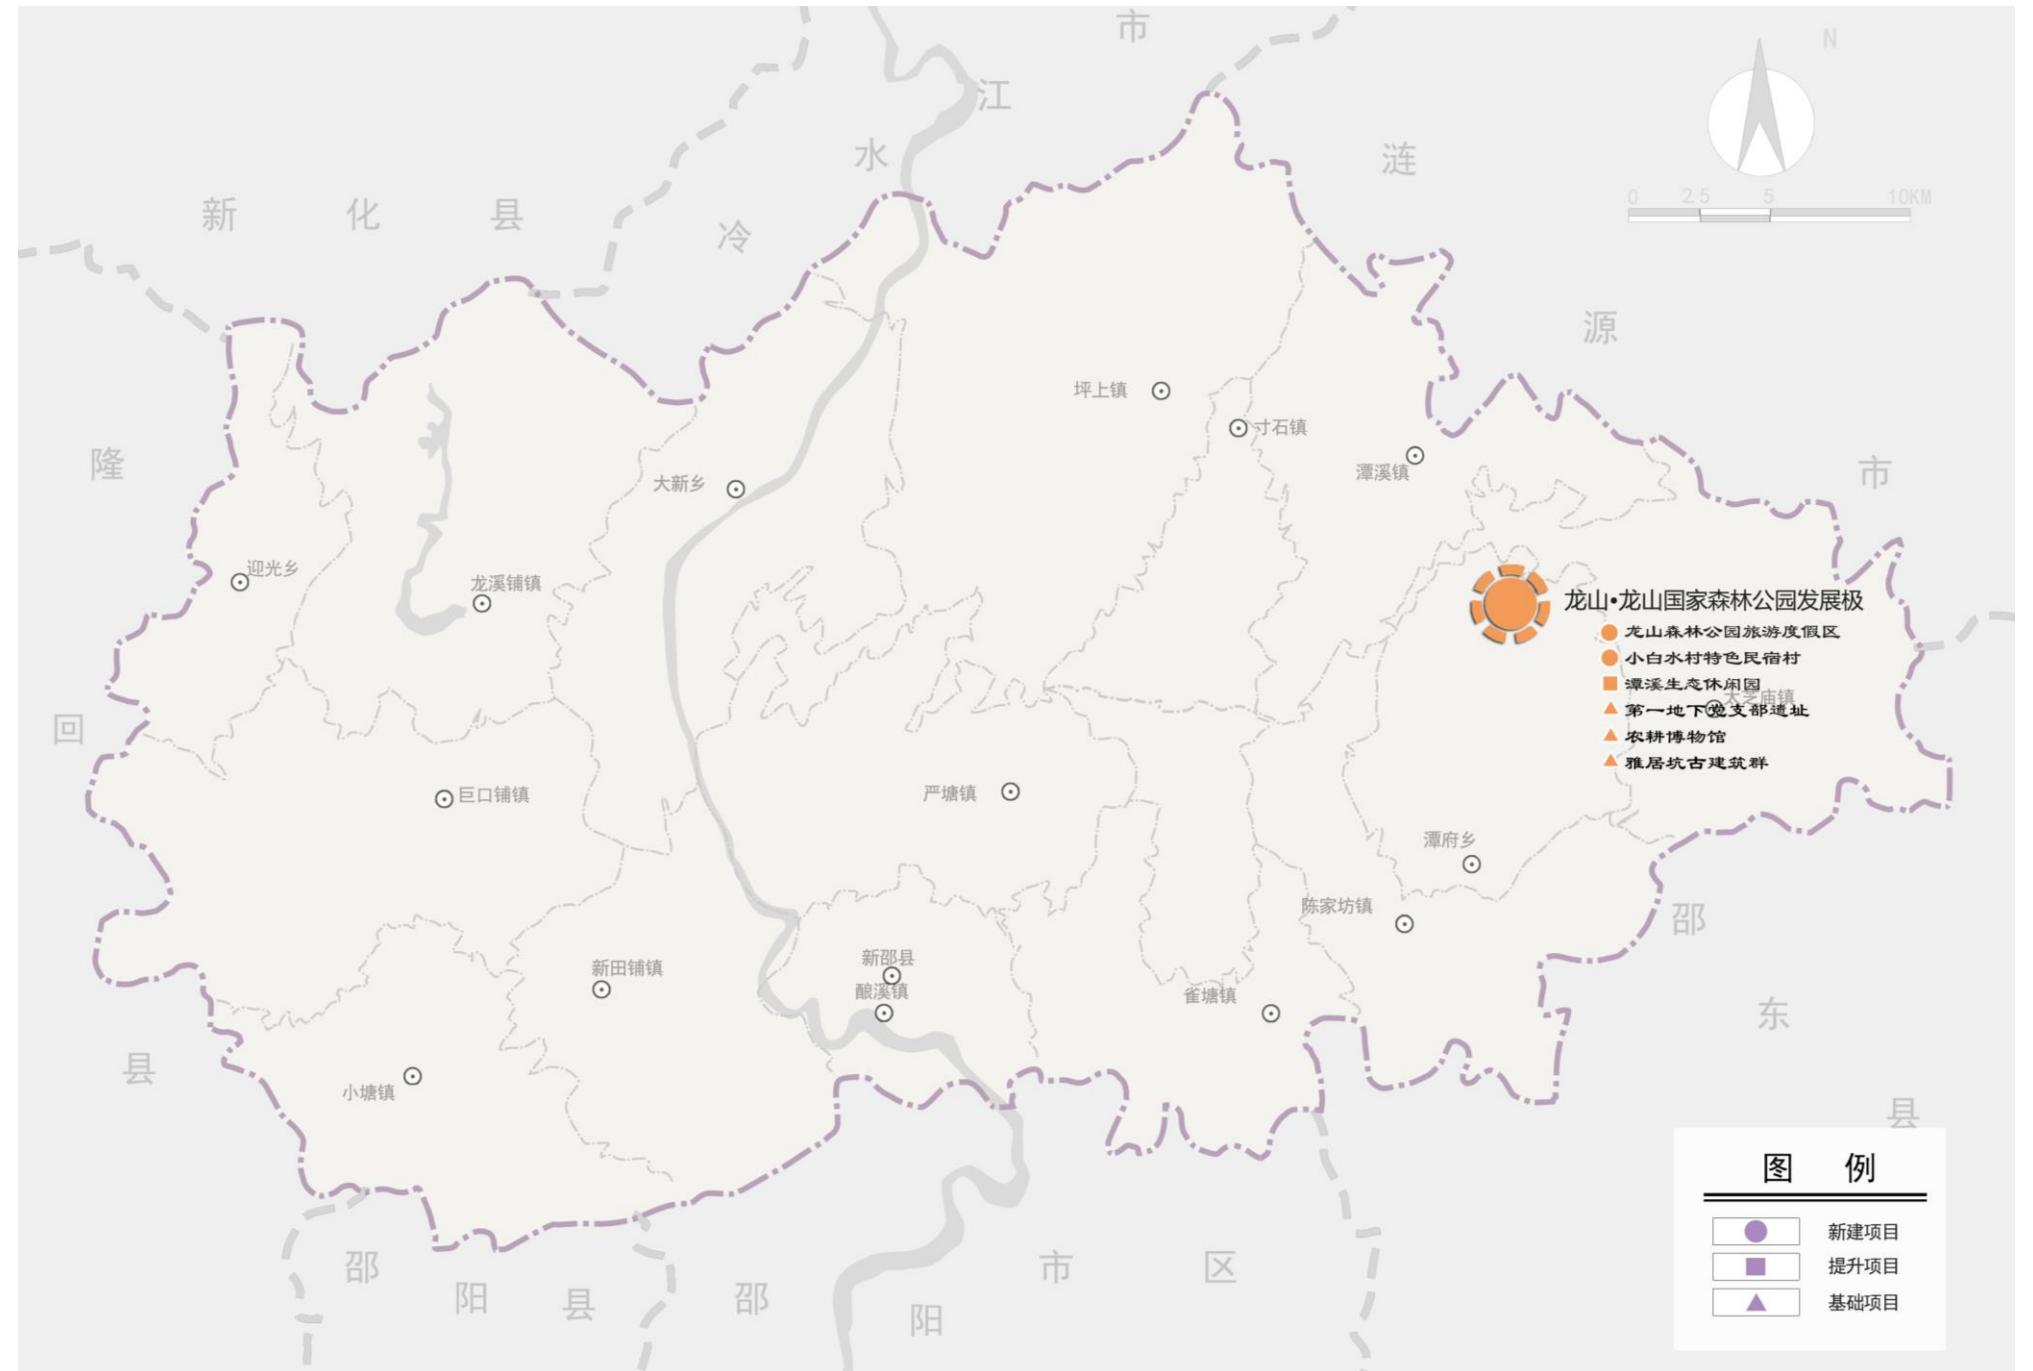 市
N
江
水
涟
0 2.5 5 10KM
新化县
冷
源
坪上镇
寸石镇
隆
潭溪镇
市
大新乡
迎光乡
龙溪铺镇
龙山•龙山国家森林公园发展极
龙山森林公园旅游度假区
小白水村特色民宿村
潭溪生态休闲园
太芝庙镇
第一地下党支部遗址
农耕博物馆
雅居坑古建筑群
回
巨口铺镇
严塘镇
潭府乡
陈家坊镇
邵
新邵县
新田铺镇
酿溪镇
雀塘镇
东
县
小塘镇
县
图例
新建项目
提升项目
基础项目
邵阳县
邵阳市区